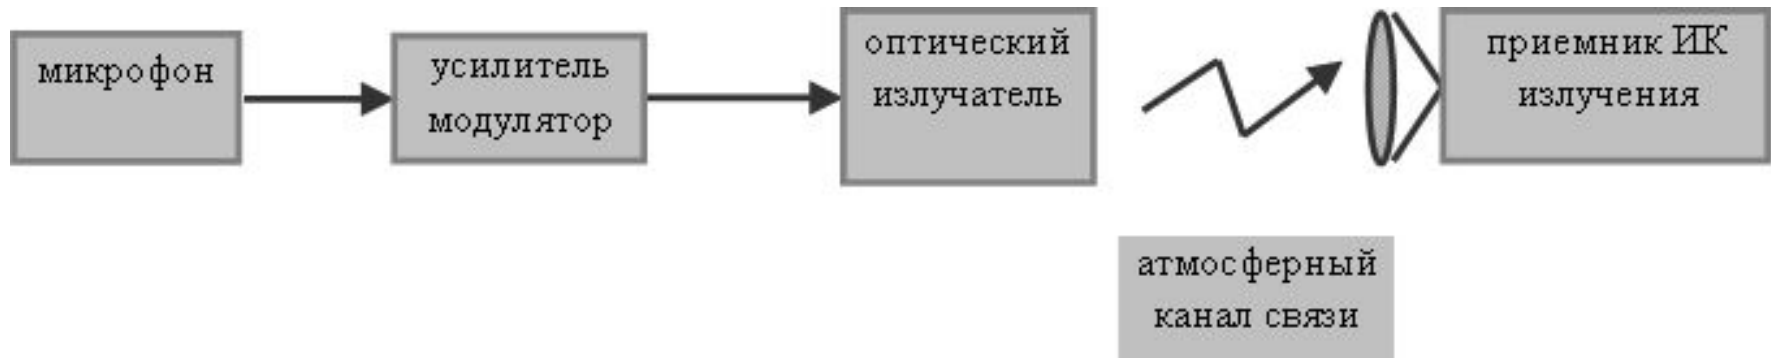 микрофон
усилитель
модулятор
оптический
излучатель
приемник ИК
излучения
атмосферный
канал связи